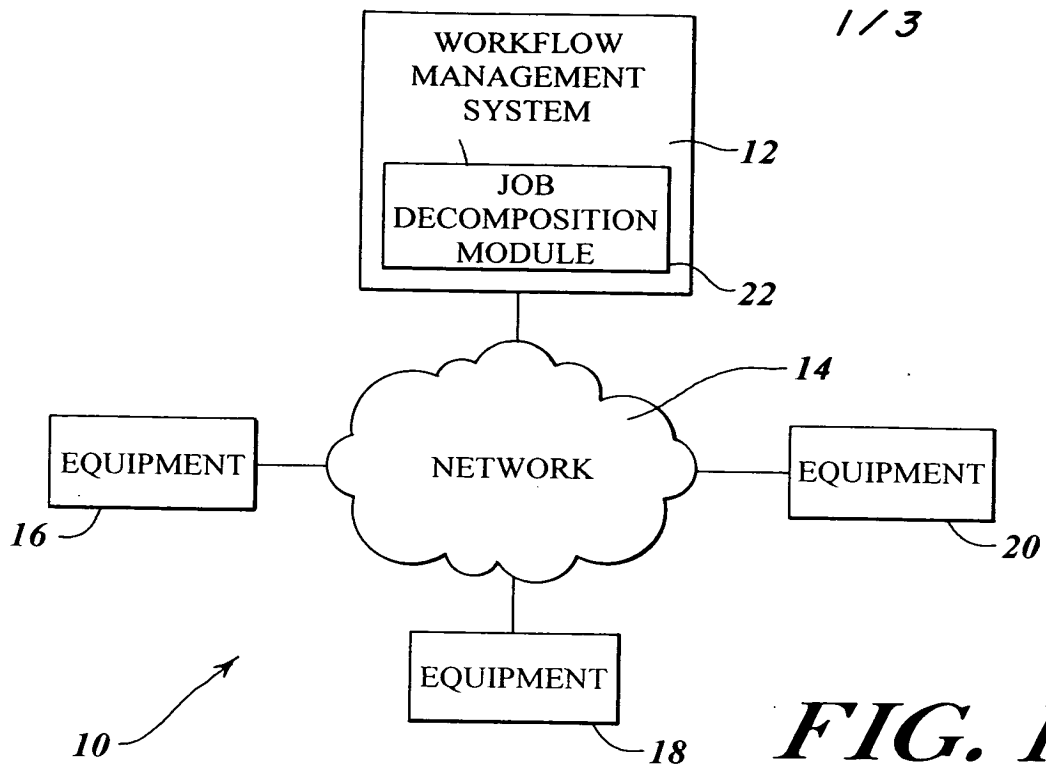 1/3
WORKFLOW
MANAGEMENT
SYSTEM
12
JOB
DECOMPOSITION
MODULE
22
14
EQUIPMENT
NETWORK
EQUIPMENT
16
20
EQUIPMENT
10
18
FIG. 1